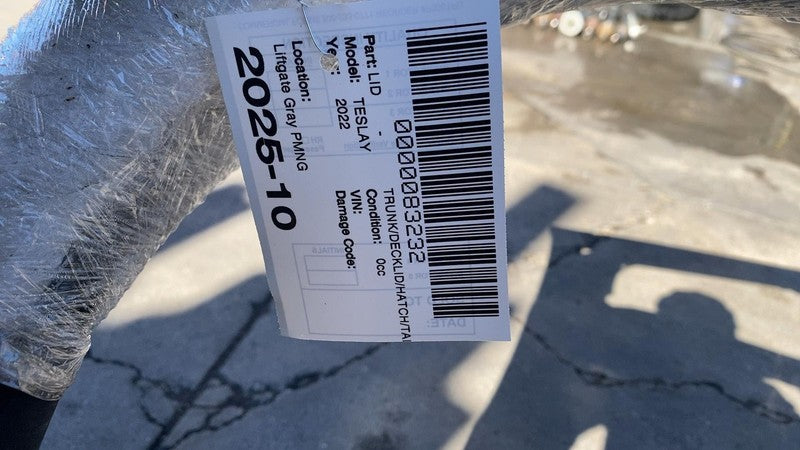 0000083232
Part: LID - TRUNK/DECKLID/HATCH/TA
Model: TESLAY Condition: 0cc
Year: 2022 VIN:
Damage Code:
Location:
Liftgate Gray PMNG
2025-10